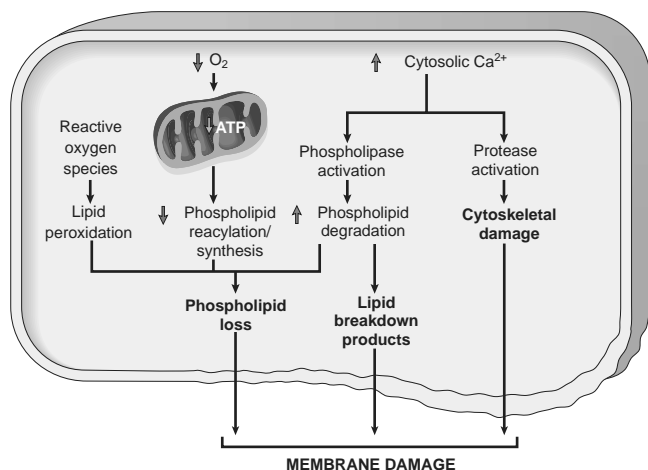 O2
Cytosolic Ca2+
ATP
Reactive
oxygen
species
Phospholipase
activation
Protease
activation
Lipid
peroxidation
Phospholipid
reacylation/
synthesis
Phospholipid
degradation
Cytoskeletal
damage
Phospholipid
loss
Lipid
breakdown
products
MEMBRANE DAMAGE